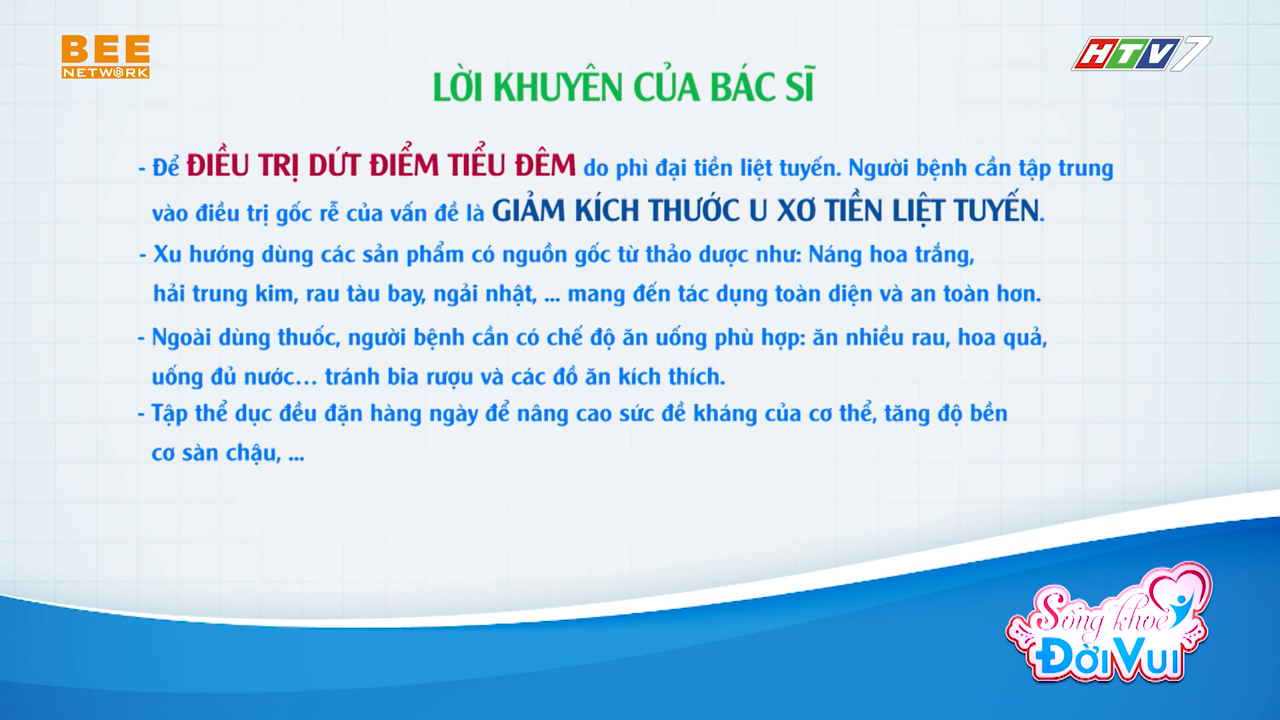 BEE
NETWORK
HTV7
LỜI KHUYÊN CỦA BÁC SĨ
- Để ĐIỀU TRỊ DỨT ĐIỂM TIỂU ĐÊM do phì đại tiền liệt tuyến. Người bệnh cần tập trung
vào điều trị gốc rễ của vấn đề là GIẢM KÍCH THƯỚC U XƠ TIỀN LIỆT TUYẾN.
- Xu hướng dùng các sản phẩm có nguồn gốc từ thảo dược như: Náng hoa trắng,
hải trung kim, rau tàu bay, ngải nhật, ... mang đến tác dụng toàn diện và an toàn hơn.
- Ngoài dùng thuốc, người bệnh cần có chế độ ăn uống phù hợp: ăn nhiều rau, hoa quả,
uống đủ nước... tránh bia rượu và các đồ ăn kích thích.
- Tập thể dục đều đặn hàng ngày để nâng cao sức đề kháng của cơ thể, tăng độ bền
cơ sàn chậu, ...
Sống khoẻ
ĐỜI VUI